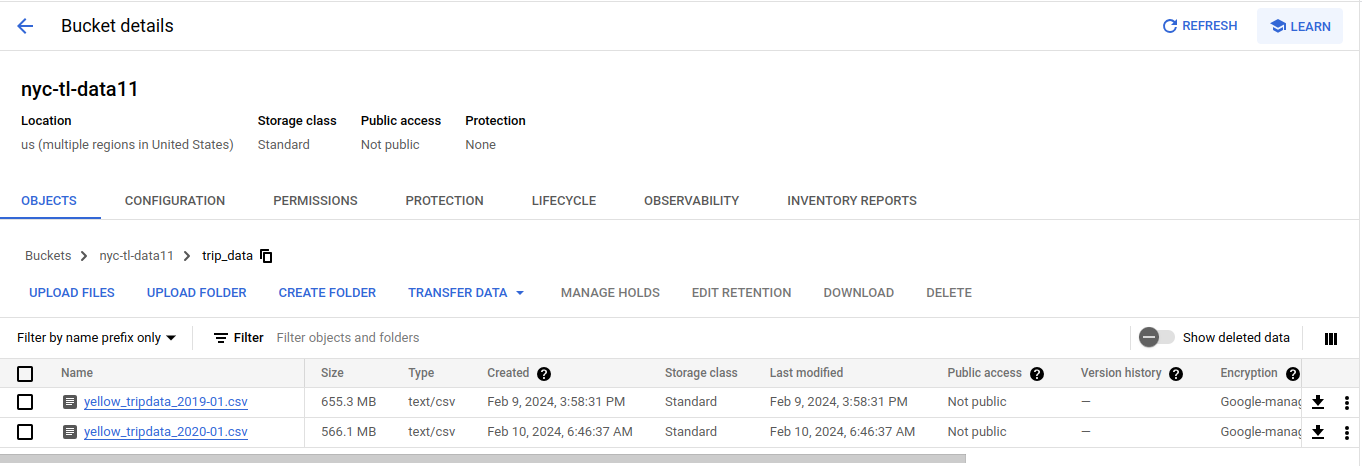 Bucket details
REFRESH
LEARN
nyc-tl-data11
Location Storage class Public access Protection
us (multiple regions in United States) Standard Not public None
OBJECTS CONFIGURATION PERMISSIONS PROTECTION LIFECYCLE OBSERVABILITY INVENTORY REPORTS
Buckets > nyc-tl-data11 > trip_data
UPLOAD FILES UPLOAD FOLDER CREATE FOLDER TRANSFER DATA MANAGE HOLDS EDIT RETENTION DOWNLOAD DELETE
Filter by name prefix only Filter Filter objects and folders Show deleted data
Name Size Type Created ? Storage class Last modified Public access ? Version history ? Encryption ?
yellow_tripdata_2019-01.csv 655.3 MB text/csv Feb 9, 2024, 3:58:31 PM Standard Feb 9, 2024, 3:58:31 PM Not public — Google-manag
yellow_tripdata_2020-01.csv 566.1 MB text/csv Feb 10, 2024, 6:46:37 AM Standard Feb 10, 2024, 6:46:37 AM Not public — Google-manag